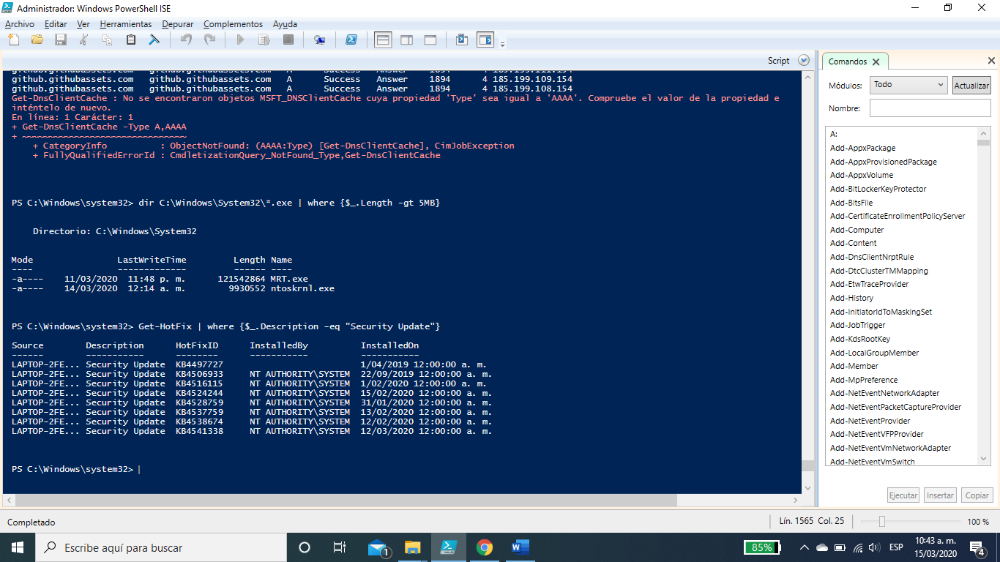 Administrador: Windows PowerShell ISE
Archivo Editar Ver Herramientas Depurar Complementos Ayuda
Script
github.githubassets.com github.githubassets.com A Success Answer 1894 4 185.199.111.154
github.githubassets.com github.githubassets.com A Success Answer 1894 4 185.199.109.154
github.githubassets.com github.githubassets.com A Success Answer 1894 4 185.199.108.154
Get-DnsClientCache : No se encontraron objetos MSFT_DNSClientCache cuya propiedad 'Type' sea igual a 'AAAA'. Compruebe el valor de la propiedad e
inténtelo de nuevo.
En línea: 1 Carácter: 1
+ Get-DnsClientCache -Type A,AAAA
+ ~~~~~~~~~~~~~~~~~~~~~~~~~~~~~~~
+ CategoryInfo : ObjectNotFound: (AAAA:Type) [Get-DnsClientCache], CimJobException
+ FullyQualifiedErrorId : CmdletizationQuery_NotFound_Type,Get-DnsClientCache
PS C:\Windows\system32> dir C:\Windows\System32\*.exe | where {$_.Length -gt 5MB}
Directorio: C:\Windows\System32
Mode LastWriteTime Length Name
---- ------------- ------ ----
-a---- 11/03/2020 11:48 p. m. 121542864 MRT.exe
-a---- 14/03/2020 12:14 a. m. 9930552 ntoskrnl.exe
PS C:\Windows\system32> Get-HotFix | where {$_.Description -eq "Security Update"}
Source Description HotFixID InstalledBy InstalledOn
------ ----------- -------- ----------- -----------
LAPTOP-2FE... Security Update KB4497727 1/04/2019 12:00:00 a. m.
LAPTOP-2FE... Security Update KB4506933 NT AUTHORITY\SYSTEM 22/09/2019 12:00:00 a. m.
LAPTOP-2FE... Security Update KB4516115 NT AUTHORITY\SYSTEM 1/02/2020 12:00:00 a. m.
LAPTOP-2FE... Security Update KB4524244 NT AUTHORITY\SYSTEM 15/02/2020 12:00:00 a. m.
LAPTOP-2FE... Security Update KB4528759 NT AUTHORITY\SYSTEM 31/01/2020 12:00:00 a. m.
LAPTOP-2FE... Security Update KB4537759 NT AUTHORITY\SYSTEM 13/02/2020 12:00:00 a. m.
LAPTOP-2FE... Security Update KB4538674 NT AUTHORITY\SYSTEM 12/02/2020 12:00:00 a. m.
LAPTOP-2FE... Security Update KB4541338 NT AUTHORITY\SYSTEM 12/03/2020 12:00:00 a. m.
PS C:\Windows\system32>
Comandos
Módulos: Todo Actualizar
Nombre:
A:
Add-AppxPackage
Add-AppxProvisionedPackage
Add-AppxVolume
Add-BitLockerKeyProtector
Add-BitsFile
Add-CertificateEnrollmentPolicyServer
Add-Computer
Add-Content
Add-DnsClientNrptRule
Add-DtcClusterTMMapping
Add-EtwTraceProvider
Add-History
Add-InitiatorIdToMaskingSet
Add-JobTrigger
Add-KdsRootKey
Add-LocalGroupMember
Add-Member
Add-MpPreference
Add-NetEventNetworkAdapter
Add-NetEventPacketCaptureProvider
Add-NetEventProvider
Add-NetEventVFPProvider
Add-NetEventVmNetworkAdapter
Add-NetEventVmSwitch
Ejecutar Insertar Copiar
Completado
Lín. 1565 Col. 25
100 %
Escribe aquí para buscar
1
85%
ESP
10:43 a. m.
15/03/2020
4